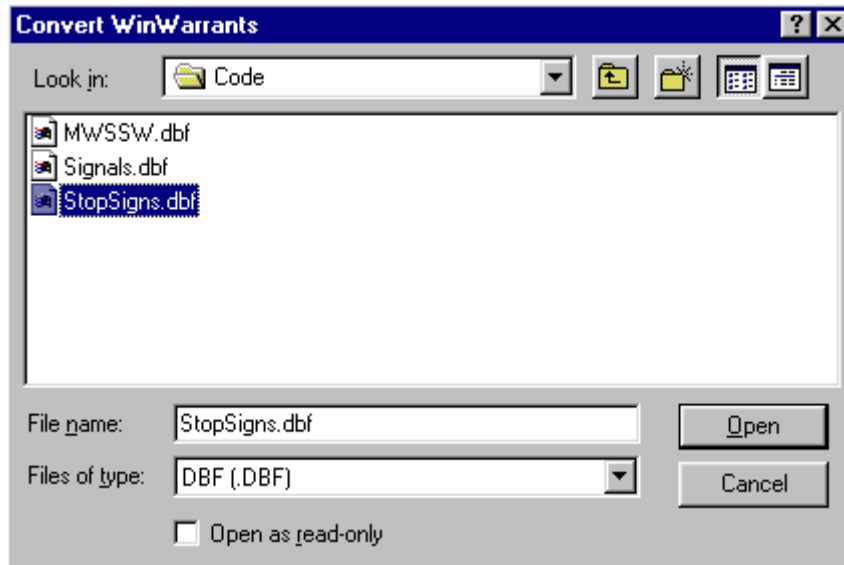 Convert WinWarrants
Look in: Code
MWSSW.dbf
Signals.dbf
StopSigns.dbf
File name: StopSigns.dbf Open
Files of type: DBF (.DBF) Cancel
Open as read-only